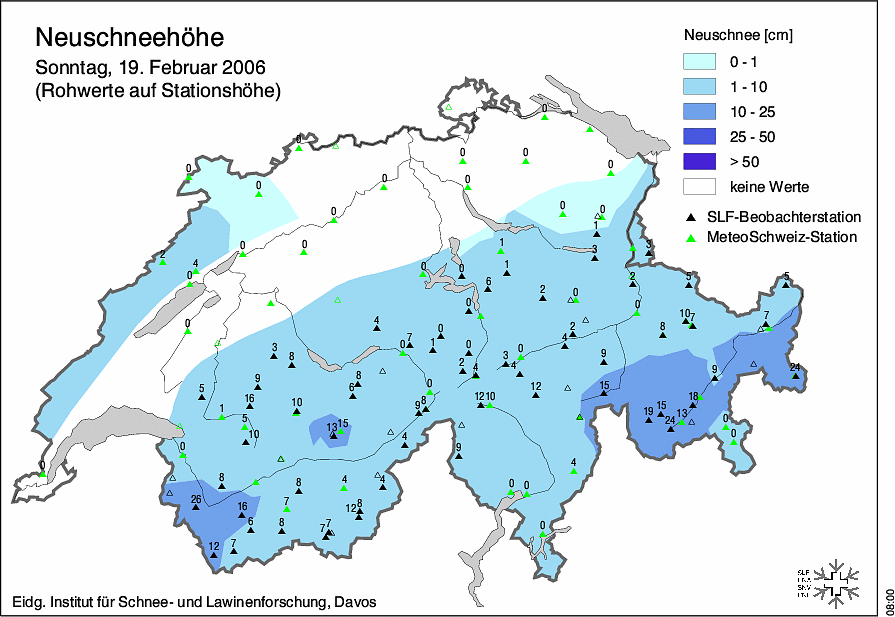 Neuschneehöhe
Sonntag, 19. Februar 2006
(Rohwerte auf Stationshöhe)
Neuschnee [cm]
0 - 1
1 - 10
10 - 25
25 - 50
> 50
keine Werte
SLF-Beobachterstation
MeteoSchweiz-Station
0
0
0 0
0 0
0 0 0
0 0
0
0 0 0
1
0 0 1 3 3
2 4
0 0 0 1
6 2 0 2 5 5
0 0
0 4 0 2 8 10 7 7
3 8 0 7 1 0 3 0 4 9
2 4 4 9 24
5 9 8 6 0 12 15 18
16 10 9 8 12 10 19 15
1 5 13 15 24 13 0
10 4 0
0 9
0 8 8 4 4 4
26 7 0 0
16 12 8
6 8 7 7 0
12 7
Eidg. Institut für Schnee- und Lawinenforschung, Davos
SLF
08:00